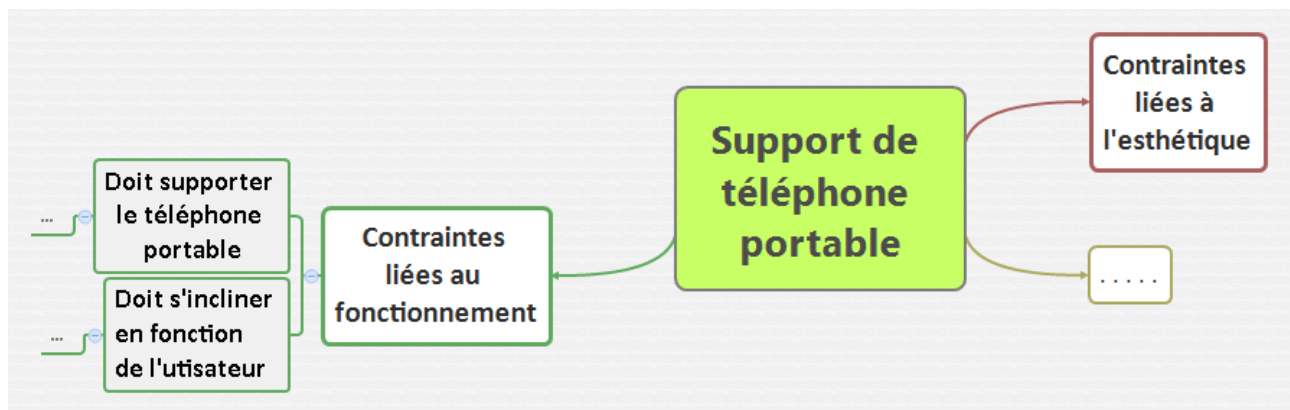 Support de
téléphone
portable
Contraintes
liées à
l'esthétique
. . . . .
Contraintes
liées au
fonctionnement
Doit supporter
le téléphone
portable
...
Doit s'incliner
en fonction
de l'utisateur
...